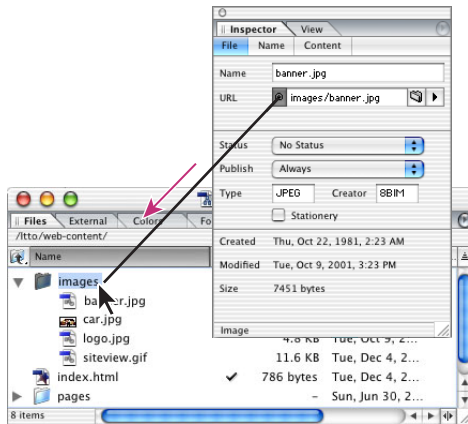 Inspector View
File Name Content
Name banner.jpg
URL images/banner.jpg
Status No Status
Publish Always
Type JPEG Creator 8BIM
Stationery
Created Thu, Oct 22, 1981, 2:23 AM
Modified Tue, Oct 9, 2001, 3:23 PM
Size 7451 bytes
Image
Files External Colors Fo
/ltto/web-content/
Name
images
banner.jpg
car.jpg
logo.jpg 4.8 KB Tue, Oct 9, 2...
siteview.gif 11.6 KB Tue, Dec 4, 2...
index.html 786 bytes Tue, Dec 4, 2...
pages – Sun, Jun 30, 2...
8 items